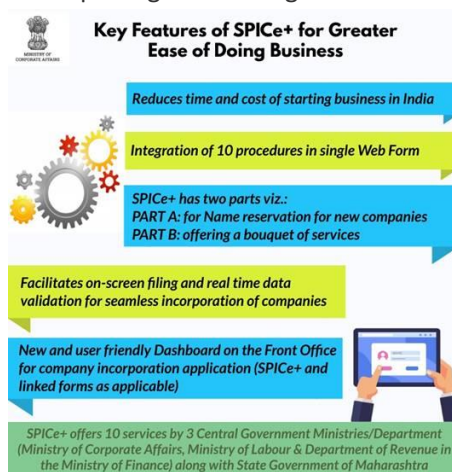 Key Features of SPICe+ for Greater
Ease of Doing Business
MINISTRY OF
CORPORATE AFFAIRS
Reduces time and cost of starting business in India
Integration of 10 procedures in single Web Form
SPICe+ has two parts viz.:
PART A: for Name reservation for new companies
PART B: offering a bouquet of services
Facilitates on-screen filing and real time data
validation for seamless incorporation of companies
New and user friendly Dashboard on the Front Office
for company incorporation application (SPICe+ and
linked forms as applicable)
SPICe+ offers 10 services by 3 Central Government Ministries/Department
(Ministry of Corporate Affairs, Ministry of Labour & Department of Revenue in
the Ministry of Finance) along with State Government of Maharashtra